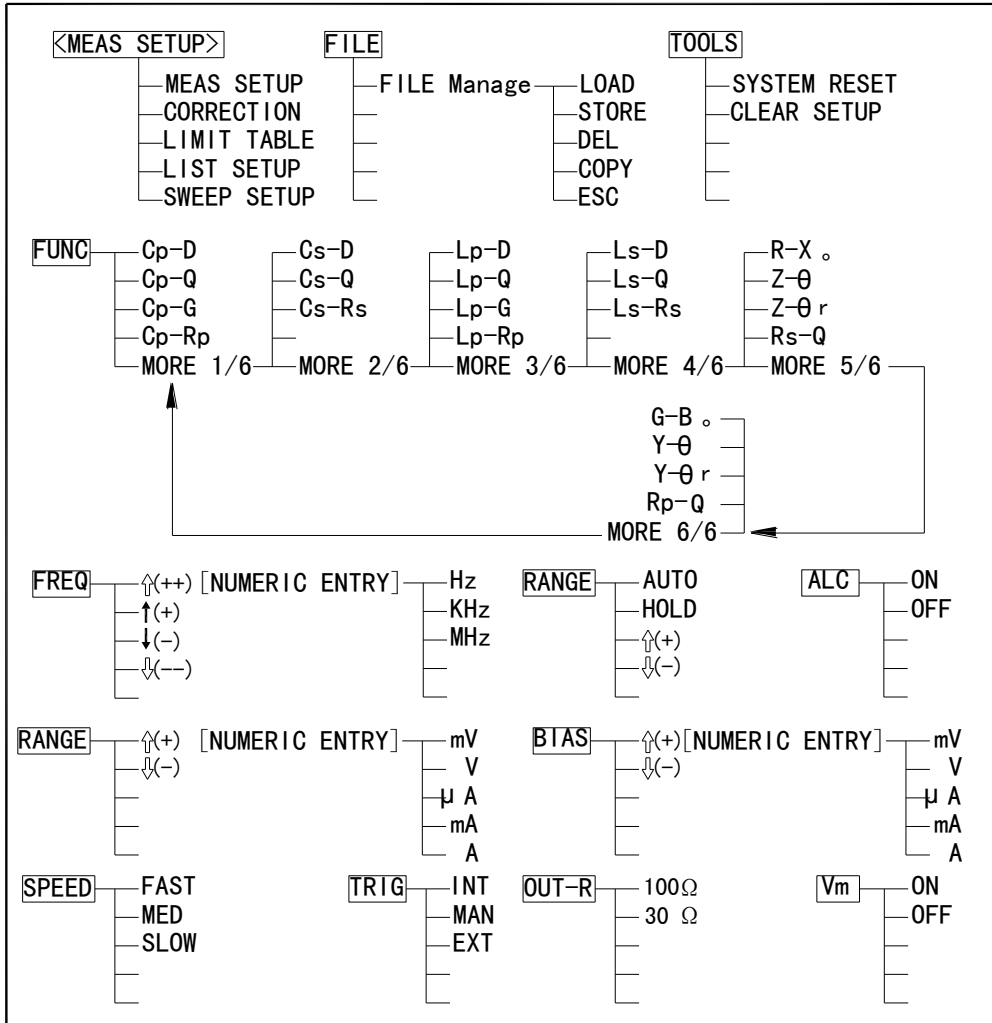 <MEAS SETUP> FILE TOOLS
MEAS SETUP FILE Manage LOAD SYSTEM RESET
CORRECTION STORE CLEAR SETUP
LIMIT TABLE DEL
LIST SETUP COPY
SWEEP SETUP ESC
FUNC Cp-D Cs-D Lp-D Ls-D R-X 。
Cp-Q Cs-Q Lp-Q Ls-Q Z-θ
Cp-G Cs-Rs Lp-G Ls-Rs Z-θ r
Cp-Rp Lp-Rp Rs-Q
MORE 1/6 MORE 2/6 MORE 3/6 MORE 4/6 MORE 5/6
G-B 。
Y-θ
Y-θ r
Rp-Q
MORE 6/6
FREQ ⇧(++) [NUMERIC ENTRY] Hz RANGE AUTO ALC ON
↑(+) KHz HOLD OFF
↓(-) MHz ⇧(+)
⇩(--) ⇩(-)
RANGE ⇧(+) [NUMERIC ENTRY] mV BIAS ⇧(+)[NUMERIC ENTRY] mV
⇩(-) V ⇩(-) V
μ A μ A
mA mA
A A
SPEED FAST TRIG INT OUT-R 100Ω Vm ON
MED MAN 30 Ω OFF
SLOW EXT